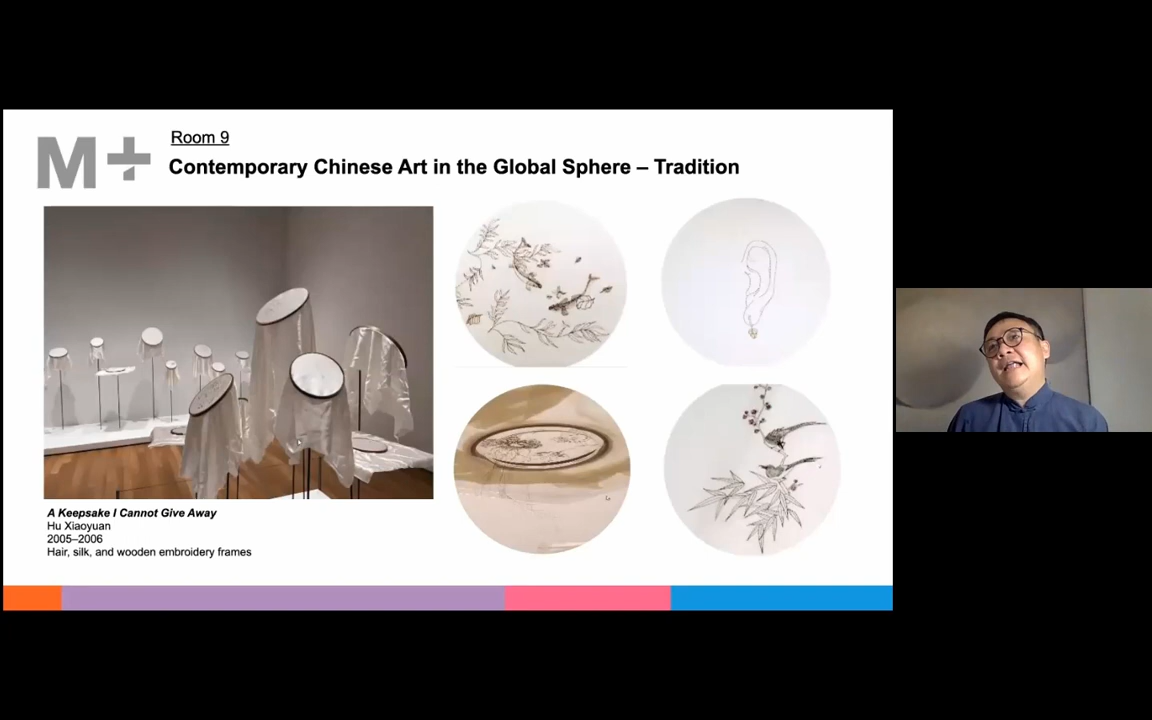 M+
Room 9
Contemporary Chinese Art in the Global Sphere – Tradition
A Keepsake I Cannot Give Away
Hu Xiaoyuan
2005–2006
Hair, silk, and wooden embroidery frames